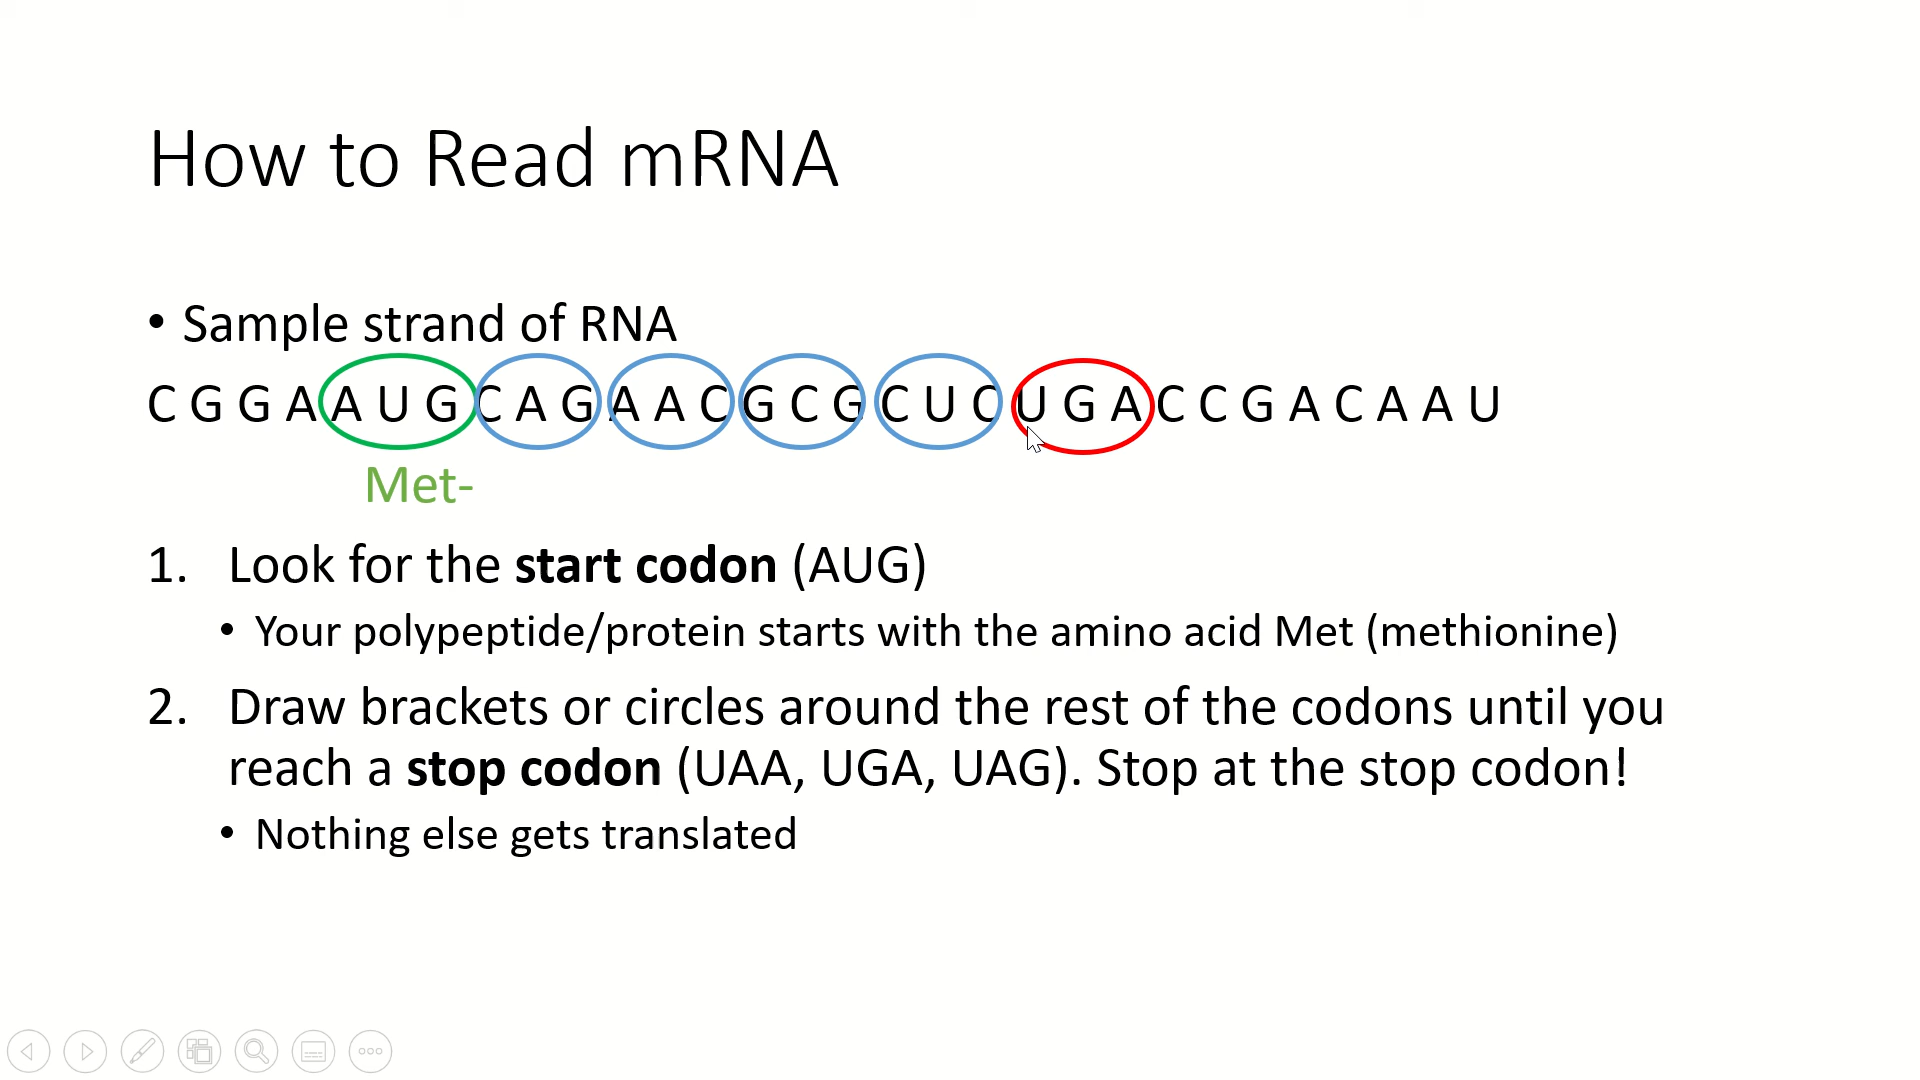 How to Read mRNA
• Sample strand of RNA
C G G A A U G C A G A A C G C G C U C U G A C C G A C A A U
Met-
1. Look for the start codon (AUG)
• Your polypeptide/protein starts with the amino acid Met (methionine)
2. Draw brackets or circles around the rest of the codons until you
reach a stop codon (UAA, UGA, UAG). Stop at the stop codon!
• Nothing else gets translated